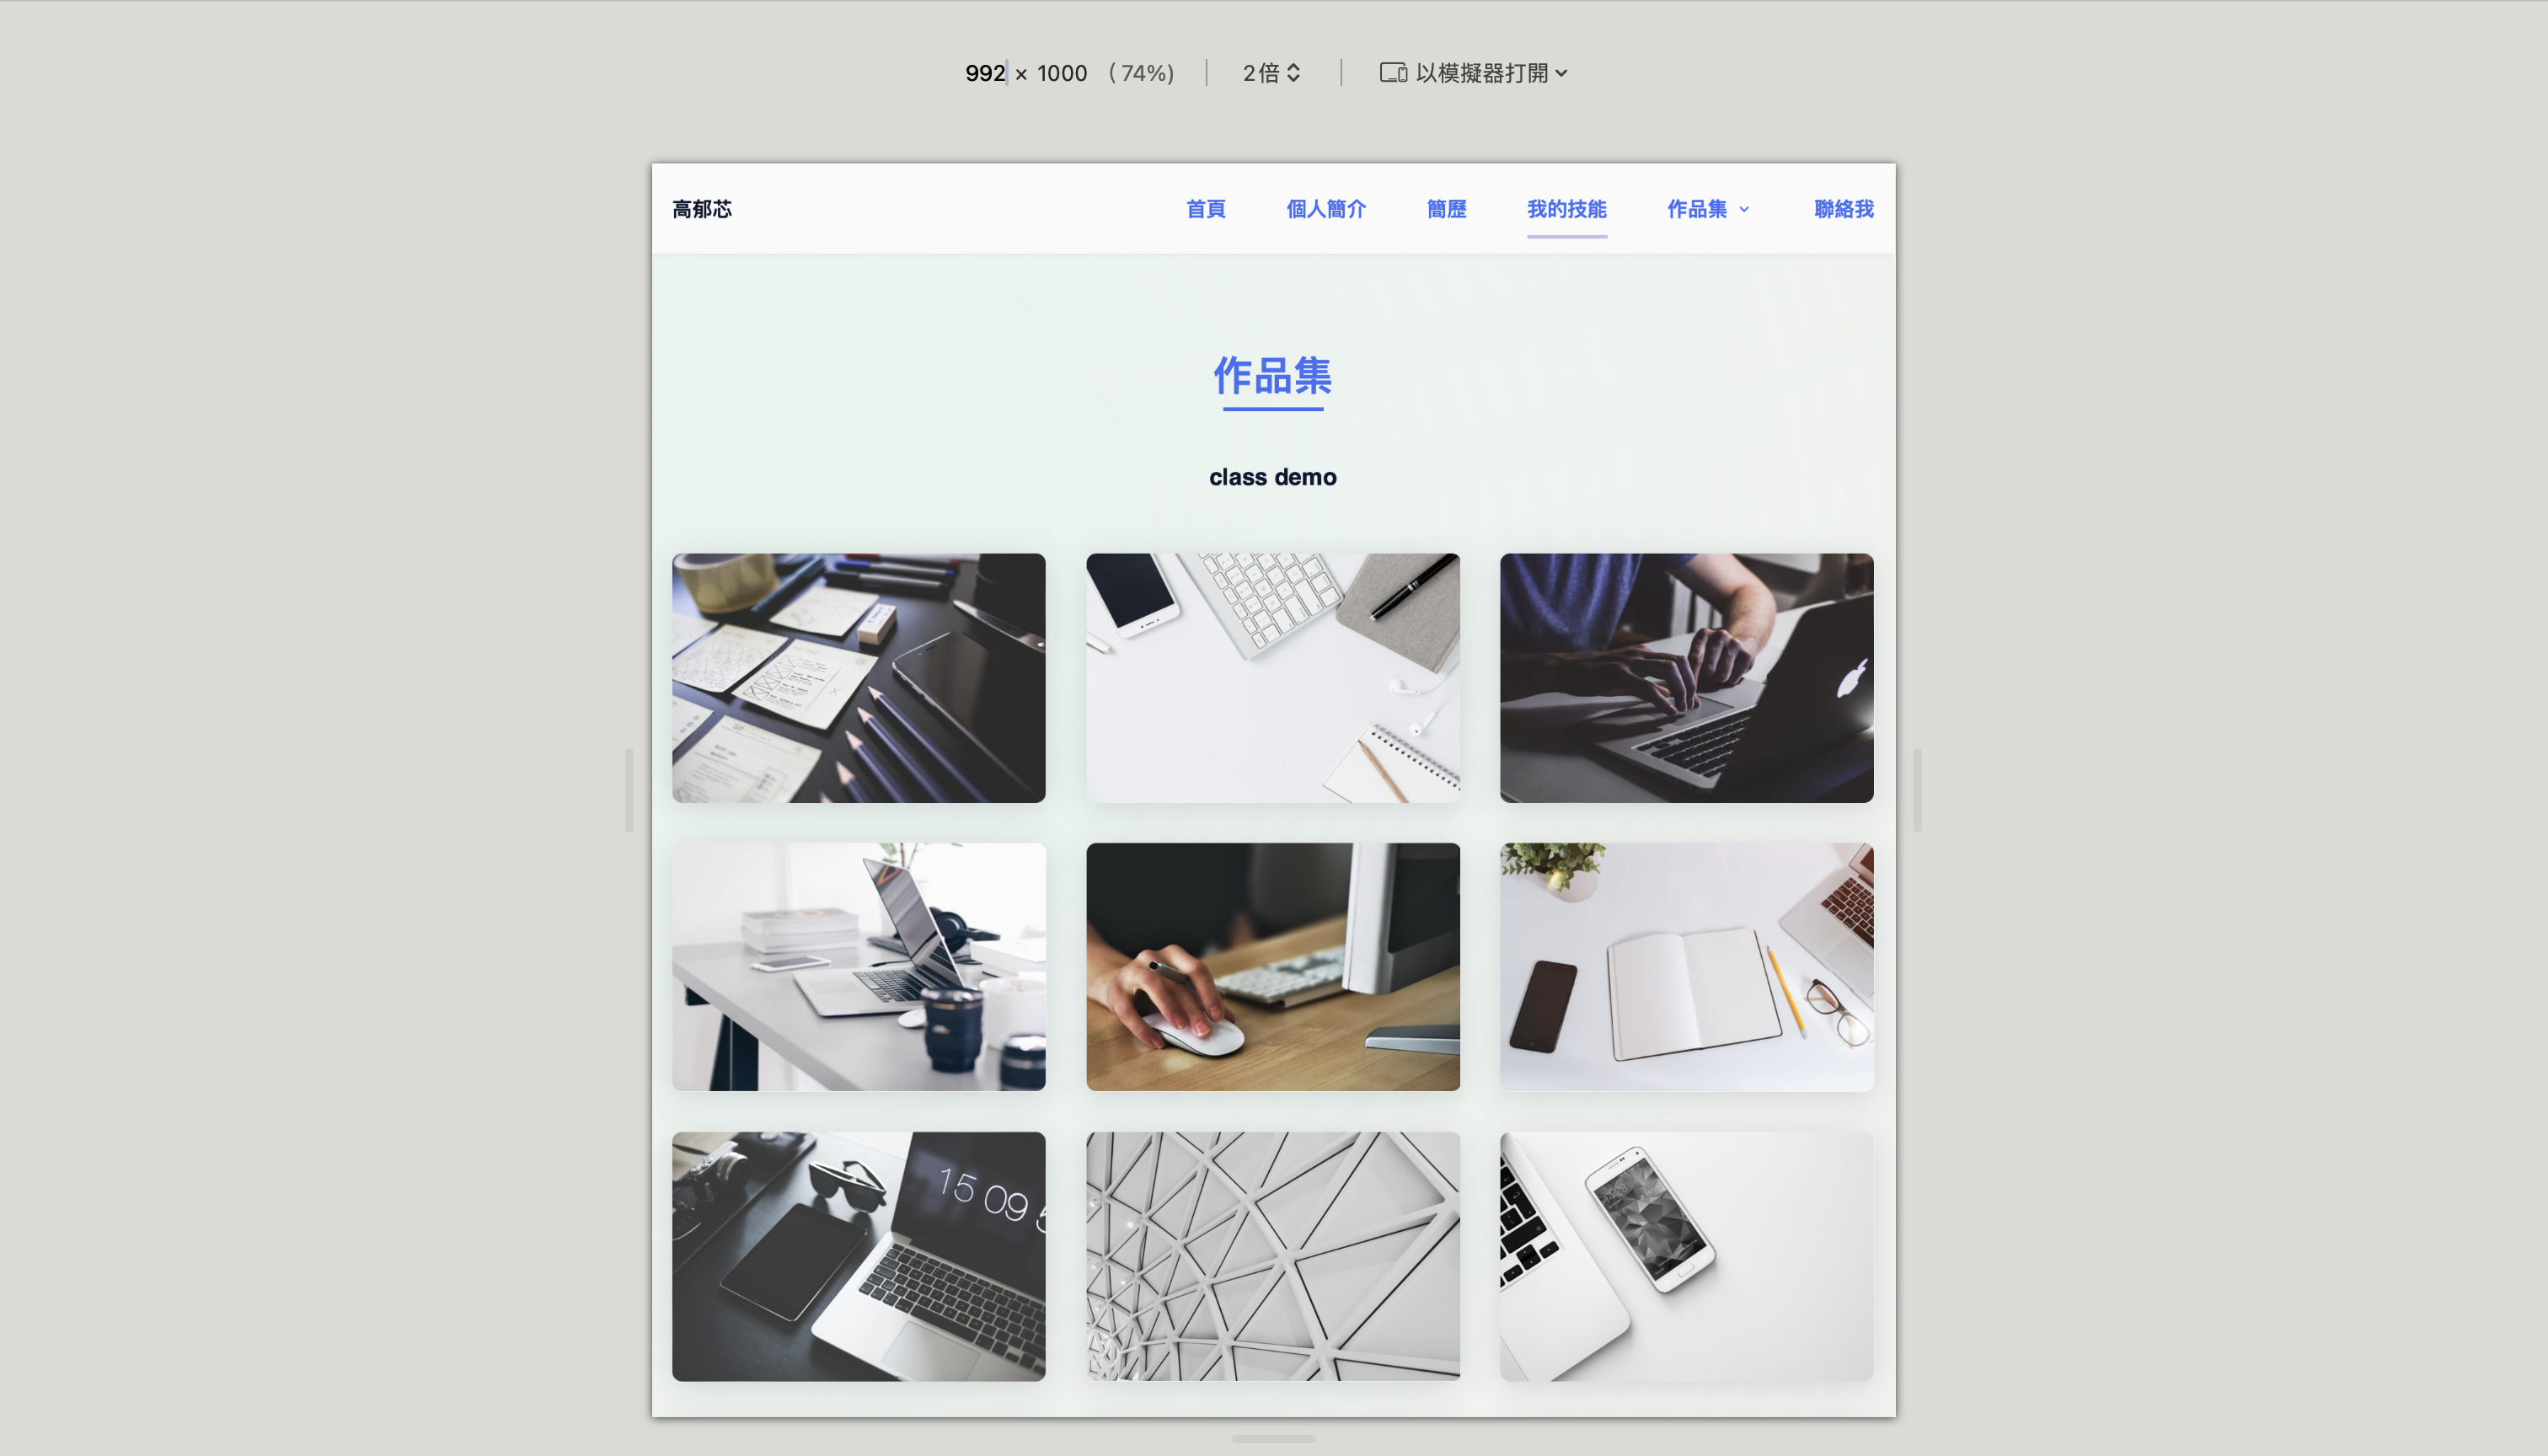 992 × 1000 (74%) 2倍 以模擬器打開
高郁芯 首頁 個人簡介 簡歷 我的技能 作品集 聯絡我
作品集
class demo
15 09